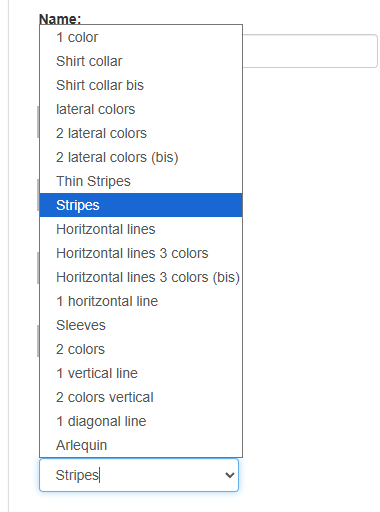 Name:
1 color
Shirt collar
Shirt collar bis
lateral colors
2 lateral colors
2 lateral colors (bis)
Thin Stripes
Stripes
Horitzontal lines
Horitzontal lines 3 colors
Horitzontal lines 3 colors (bis)
1 horitzontal line
Sleeves
2 colors
1 vertical line
2 colors vertical
1 diagonal line
Arlequin
Stripes